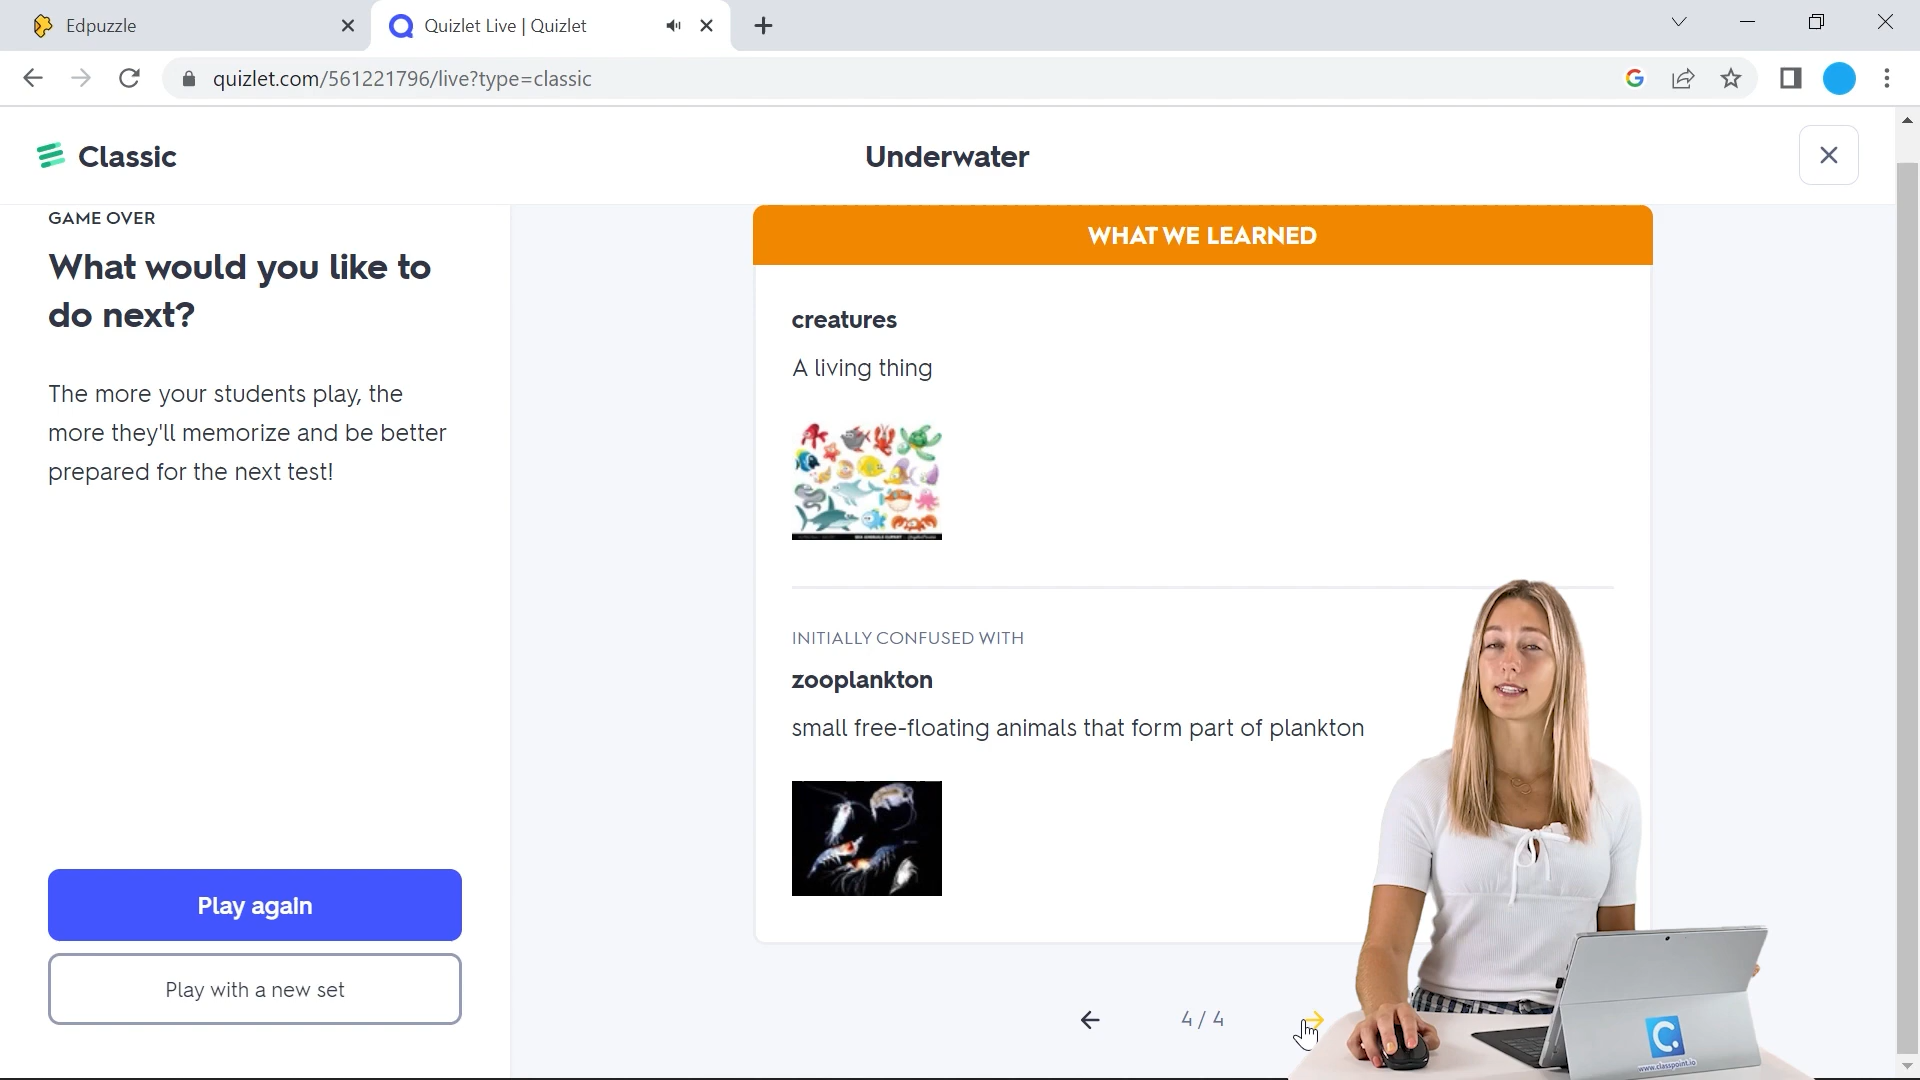 Edpuzzle
Quizlet Live | Quizlet
quizlet.com/561221796/live?type=classic
Classic
Underwater
GAME OVER
What would you like to
do next?
The more your students play, the
more they'll memorize and be better
prepared for the next test!
Play again
Play with a new set
WHAT WE LEARNED
creatures
A living thing
INITIALLY CONFUSED WITH
zooplankton
small free-floating animals that form part of plankton
4 / 4
C.
www.classpoint.io